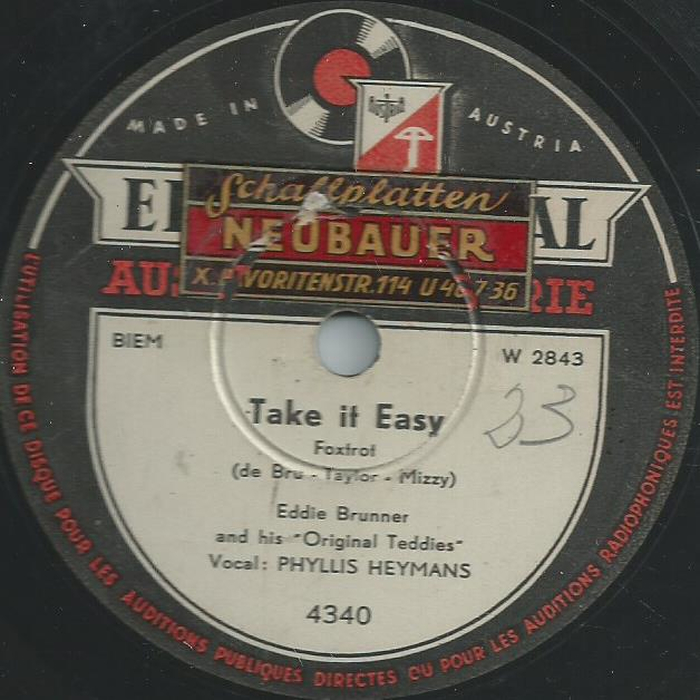 MADE IN AUSTRIA
AUSTRIA
Schallplatten
NEUBAUER
114 U 46 7 36
BIEM
W 2843
33
Take it Easy
Foxtrot
(de Bru - Taylor - Mizzy)
Eddie Brunner
and his "Original Teddies"
Vocal: PHYLLIS HEYMANS
4340
L'UTILISATION DE CE DISQUE POUR LES AUDITIONS PUBLIQUES DIRECTES OU POUR LES AUDITIONS RADIOPHONIQUES EST INTERDITE